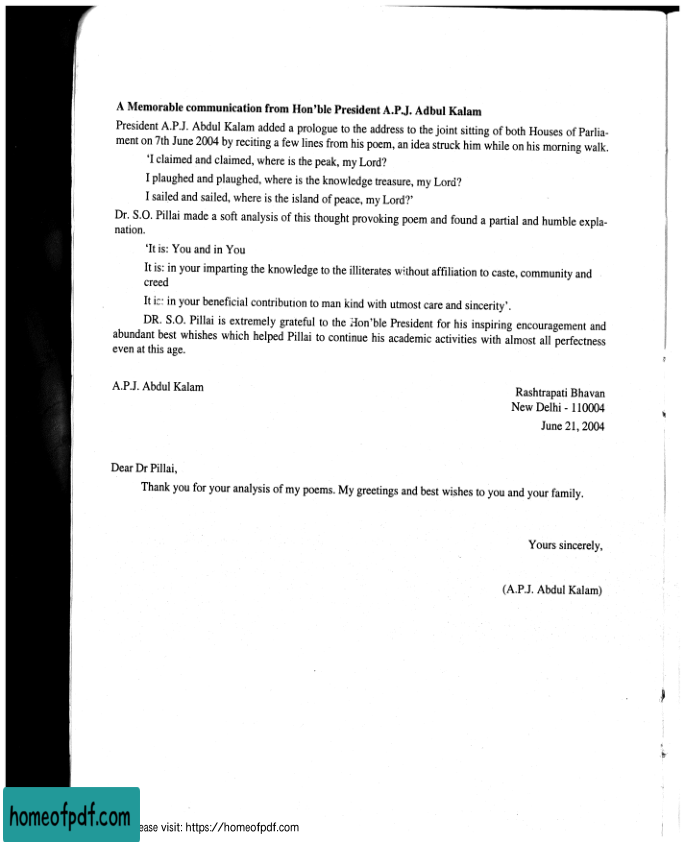 A Memorable communication from Hon'ble President A.P.J. Adbul Kalam
President A.P.J. Abdul Kalam added a prologue to the address to the joint sitting of both Houses of Parlia-
ment on 7th June 2004 by reciting a few lines from his poem, an idea struck him while on his morning walk.
'I claimed and claimed, where is the peak, my Lord?
I plaughed and plaughed, where is the knowledge treasure, my Lord?
I sailed and sailed, where is the island of peace, my Lord?'
Dr. S.O. Pillai made a soft analysis of this thought provoking poem and found a partial and humble expla-
nation.
'It is: You and in You
It is: in your imparting the knowledge to the illiterates without affiliation to caste, community and
creed
It is: in your beneficial contribution to man kind with utmost care and sincerity'.
DR. S.O. Pillai is extremely grateful to the Hon'ble President for his inspiring encouragement and
abundant best whishes which helped Pillai to continue his academic activities with almost all perfectness
even at this age.
A.P.J. Abdul Kalam
Rashtrapati Bhavan
New Delhi - 110004
June 21, 2004
Dear Dr Pillai,
Thank you for your analysis of my poems. My greetings and best wishes to you and your family.
Yours sincerely,
(A.P.J. Abdul Kalam)
homeofpdf.com
ease visit: https://homeofpdf.com